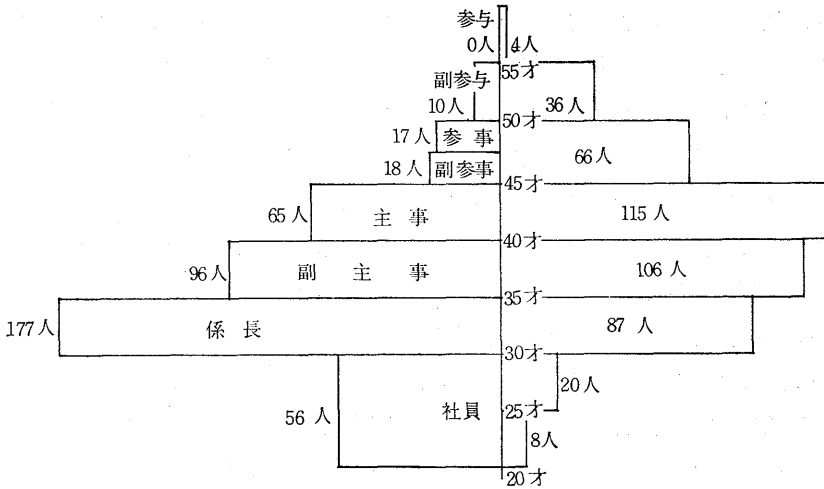 参与
0人 4人
55才
副参与
10人 36人
50才
17人 参事
66人
18人 副参事
45才
65人 主事 115人
40才
96人 副主事 106人
35才
177人 係長 87人
30才
20人
56人 社員 25才
8人
20才